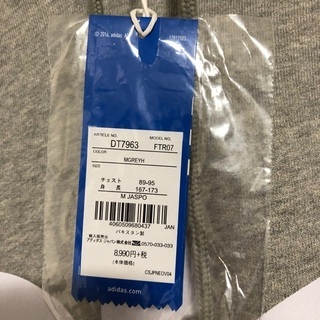 © 2016, adidas A
ARTICLE NO. MODEL NO.
DT7963 FTR07
COLOR
MGREYH
SIZE
チェスト 89-95
身長 167-173
M JASPO
4060509680437 JAN
パキスタン製
輸入販売元
アディダス ジャパン株式会社 0570-033-033
8,990円+税
(本体価格)
CSJPNEOV04
adidas.com